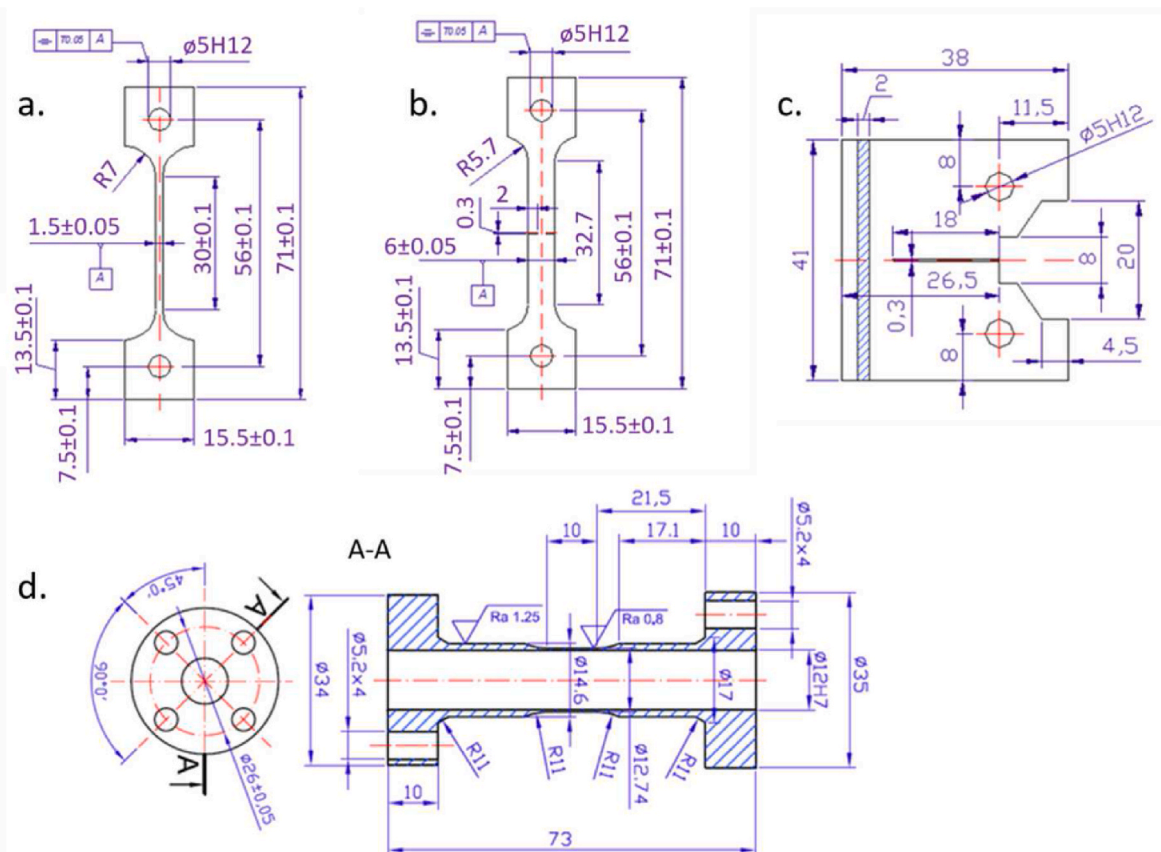 a.
⌯ T0.05 A
ø5H12
R7
1.5±0.05
A
30±0.1
56±0.1
71±0.1
13.5±0.1
7.5±0.1
15.5±0.1
b.
⌯ T0.05 A
ø5H12
R5.7
2
0.3
6±0.05
A
32.7
56±0.1
71±0.1
13.5±0.1
7.5±0.1
15.5±0.1
c.
38
2
11,5
ø5H12
8
18
41
8
20
26,5
0,3
8
4,5
d.
45°0'
90°0'
A
A
ø26±0,05
A-A
21,5
10
17.1
10
ø5.2×4
Ra 1.25
Ra 0,8
ø34
ø5.2×4
ø14.6
ø17
ø12H7
ø35
R11
R11
R11
ø12.74
R11
10
73